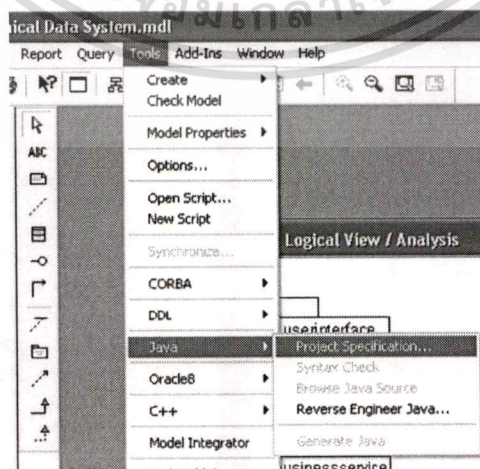 ical Data System.mdl
Report Query Tools Add-Ins Window Help
Create
Check Model
ABC
Model Properties
Options...
Open Script...
New Script
Synchronize...
Logical View / Analysis
CORBA
DDL
userinterface
Java
Project Specification...
Syntax Check
Browse Java Source
Oracle8
Reverse Engineer Java...
C++
Generate Java
Model Integrator
usinessservice